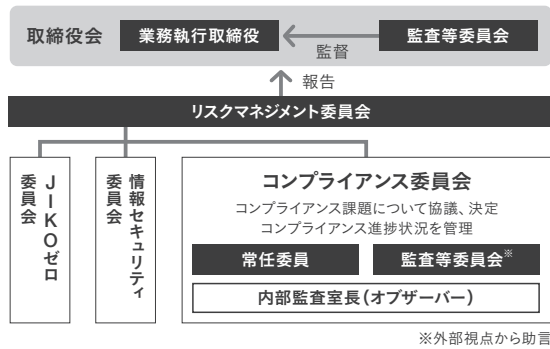 取締役会
業務執行取締役
監督
監査等委員会
報告
リスクマネジメント委員会
JIKOゼロ
委員会
情報セキュリティ
委員会
コンプライアンス委員会
コンプライアンス課題について協議、決定
コンプライアンス進捗状況を管理
常任委員
監査等委員会※
内部監査室長（オブザーバー）
※外部視点から助言